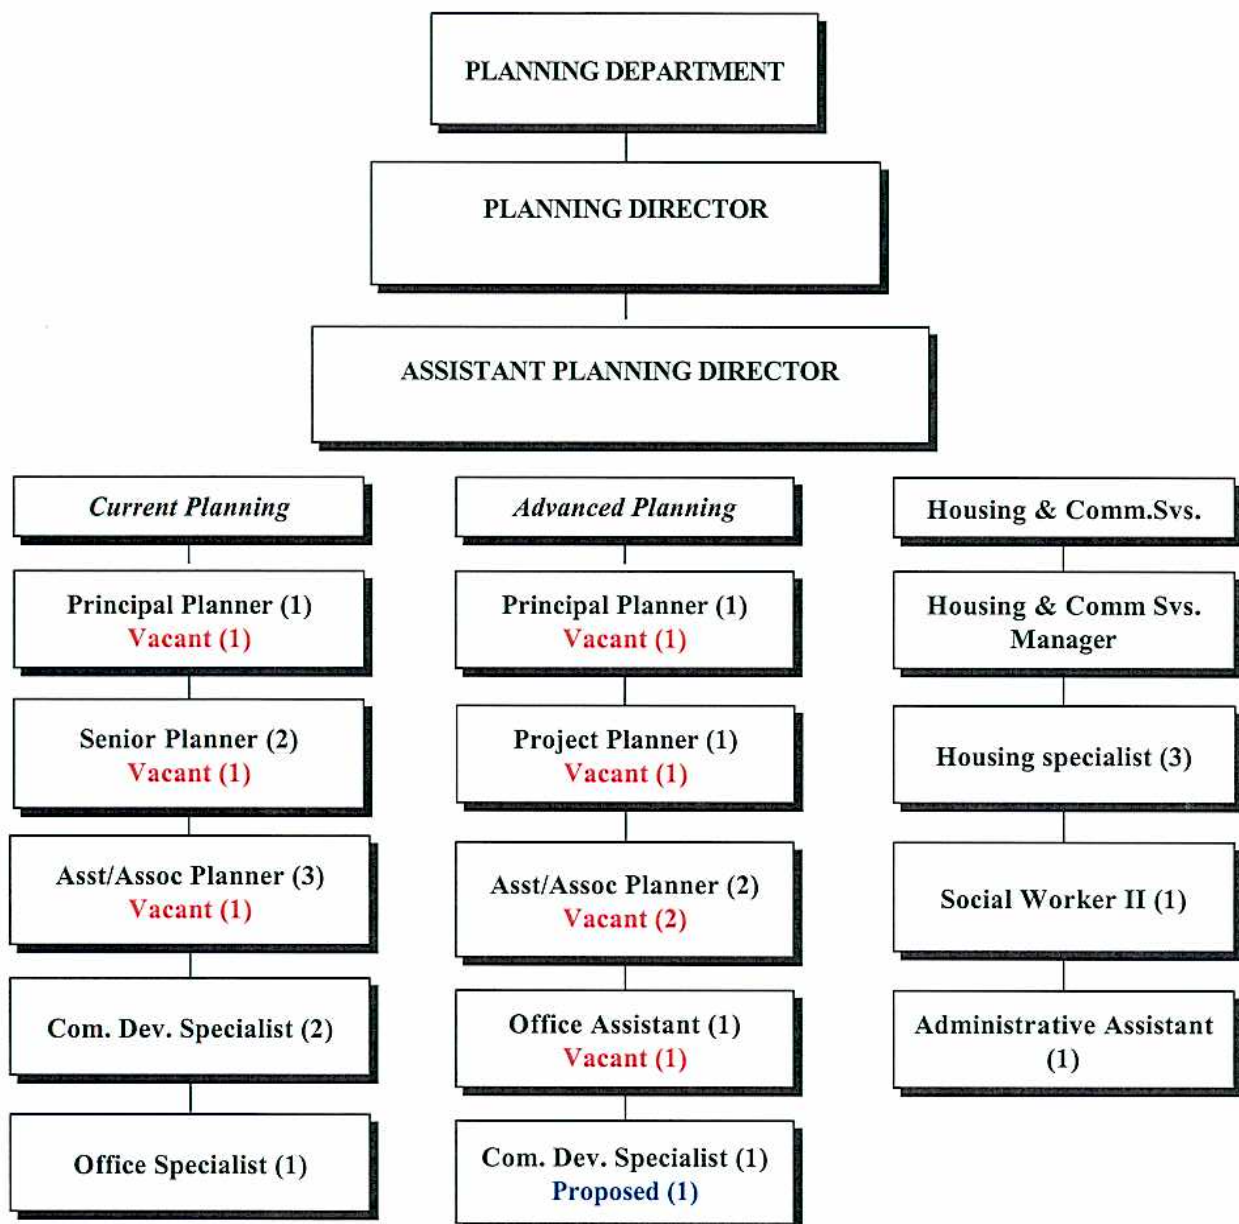 PLANNING DEPARTMENT
PLANNING DIRECTOR
ASSISTANT PLANNING DIRECTOR
Current Planning
Principal Planner (1)
Vacant (1)
Senior Planner (2)
Vacant (1)
Asst/Assoc Planner (3)
Vacant (1)
Com. Dev. Specialist (2)
Office Specialist (1)
Advanced Planning
Principal Planner (1)
Vacant (1)
Project Planner (1)
Vacant (1)
Asst/Assoc Planner (2)
Vacant (2)
Office Assistant (1)
Vacant (1)
Com. Dev. Specialist (1)
Proposed (1)
Housing & Comm.Svs.
Housing & Comm Svs.
Manager
Housing specialist (3)
Social Worker II (1)
Administrative Assistant
(1)